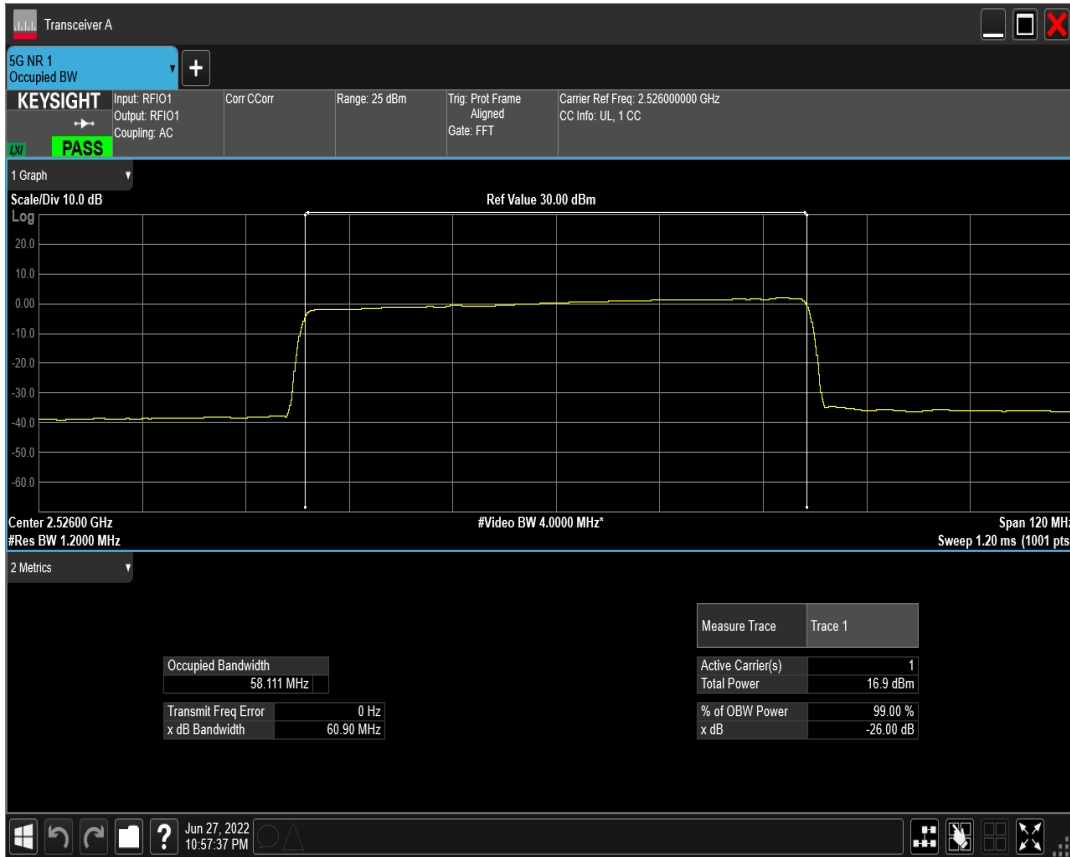 Transceiver A
5G NR 1
Occupied BW
KEYSIGHT
LXI
PASS
Input: RFIO1
Output: RFIO1
Coupling: AC
Corr CCorr
Range: 25 dBm
Trig: Prot Frame
Aligned
Gate: FFT
Carrier Ref Freq: 2.526000000 GHz
CC Info: UL, 1 CC
1 Graph
Scale/Div 10.0 dB
Ref Value 30.00 dBm
Log
20.0
10.0
0.00
-10.0
-20.0
-30.0
-40.0
-50.0
-60.0
Center 2.52600 GHz
#Video BW 4.0000 MHz*
Span 120 MHz
#Res BW 1.2000 MHz
Sweep 1.20 ms (1001 pts
2 Metrics
Measure Trace Trace 1
Occupied Bandwidth
58.111 MHz
Active Carrier(s) 1
Total Power 16.9 dBm
Transmit Freq Error 0 Hz
x dB Bandwidth 60.90 MHz
% of OBW Power 99.00 %
x dB -26.00 dB
?
Jun 27, 2022
10:57:37 PM